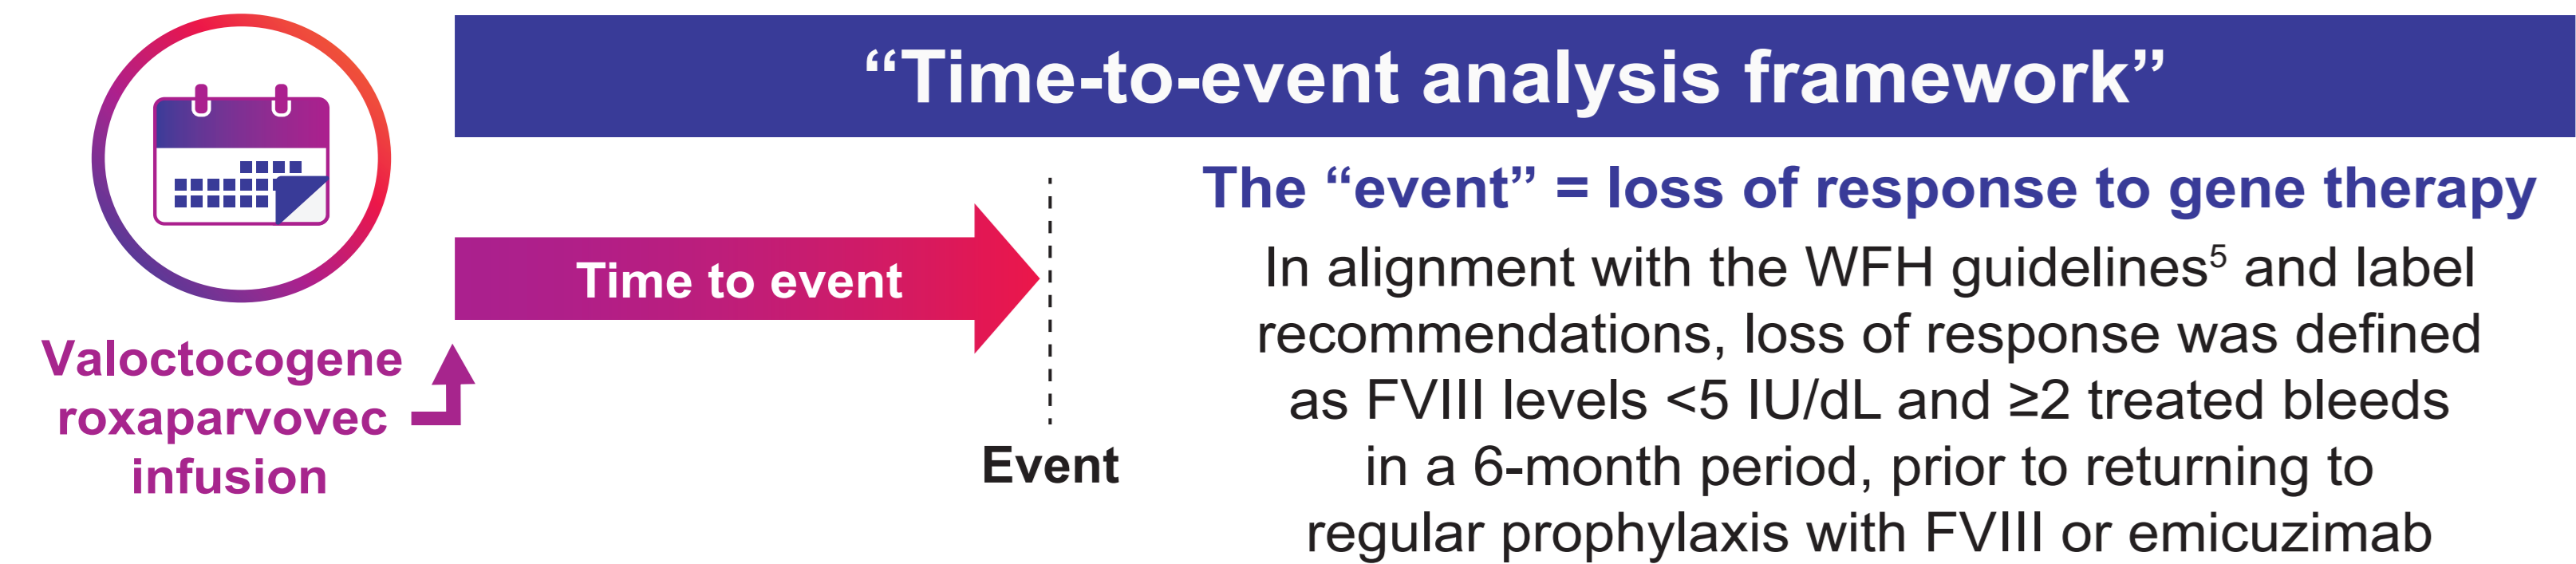 “Time-to-event analysis framework”
Valoctocogene
roxaparvovec
infusion
Time to event
Event
The “event” = loss of response to gene therapy
In alignment with the WFH guidelines⁵ and label
recommendations, loss of response was defined
as FVIII levels <5 IU/dL and ≥2 treated bleeds
in a 6-month period, prior to returning to
regular prophylaxis with FVIII or emicuzimab